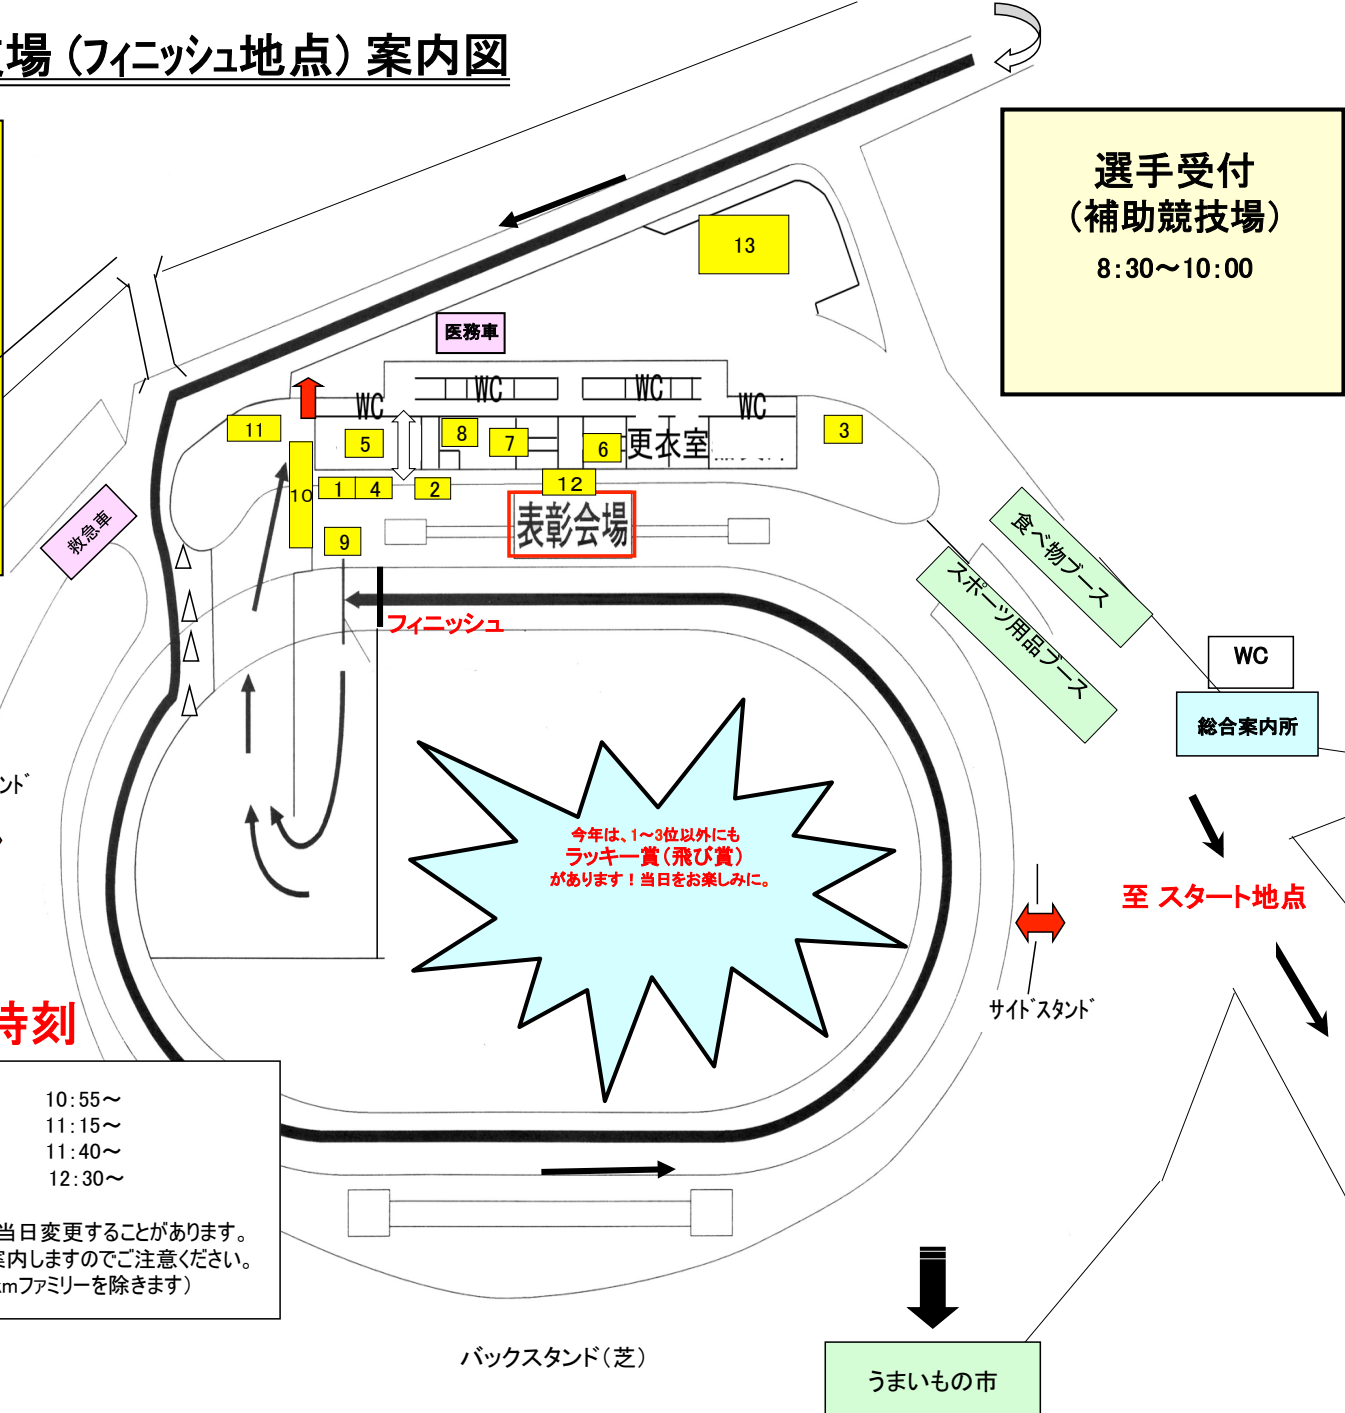 場（フィニッシュ地点）案内図
選手受付
（補助競技場）
8:30～10:00
13
医務車
WC
WC
WC
WC
11
5
8
7
6
更衣室
3
10
1
4
2
12
表彰会場
9
救急車
フィニッシュ
食べ物ブース
スポーツ用品ブース
WC
総合案内所
ンド
今年は、1～3位以外にも
ラッキー賞（飛び賞）
があります！当日をお楽しみに。
至 スタート地点
サイドスタンド
時刻
10:55～
11:15～
11:40～
12:30～
当日変更することがあります。
案内しますのでご注意ください。
kmファミリーを除きます）
バックスタンド（芝）
うまいもの市